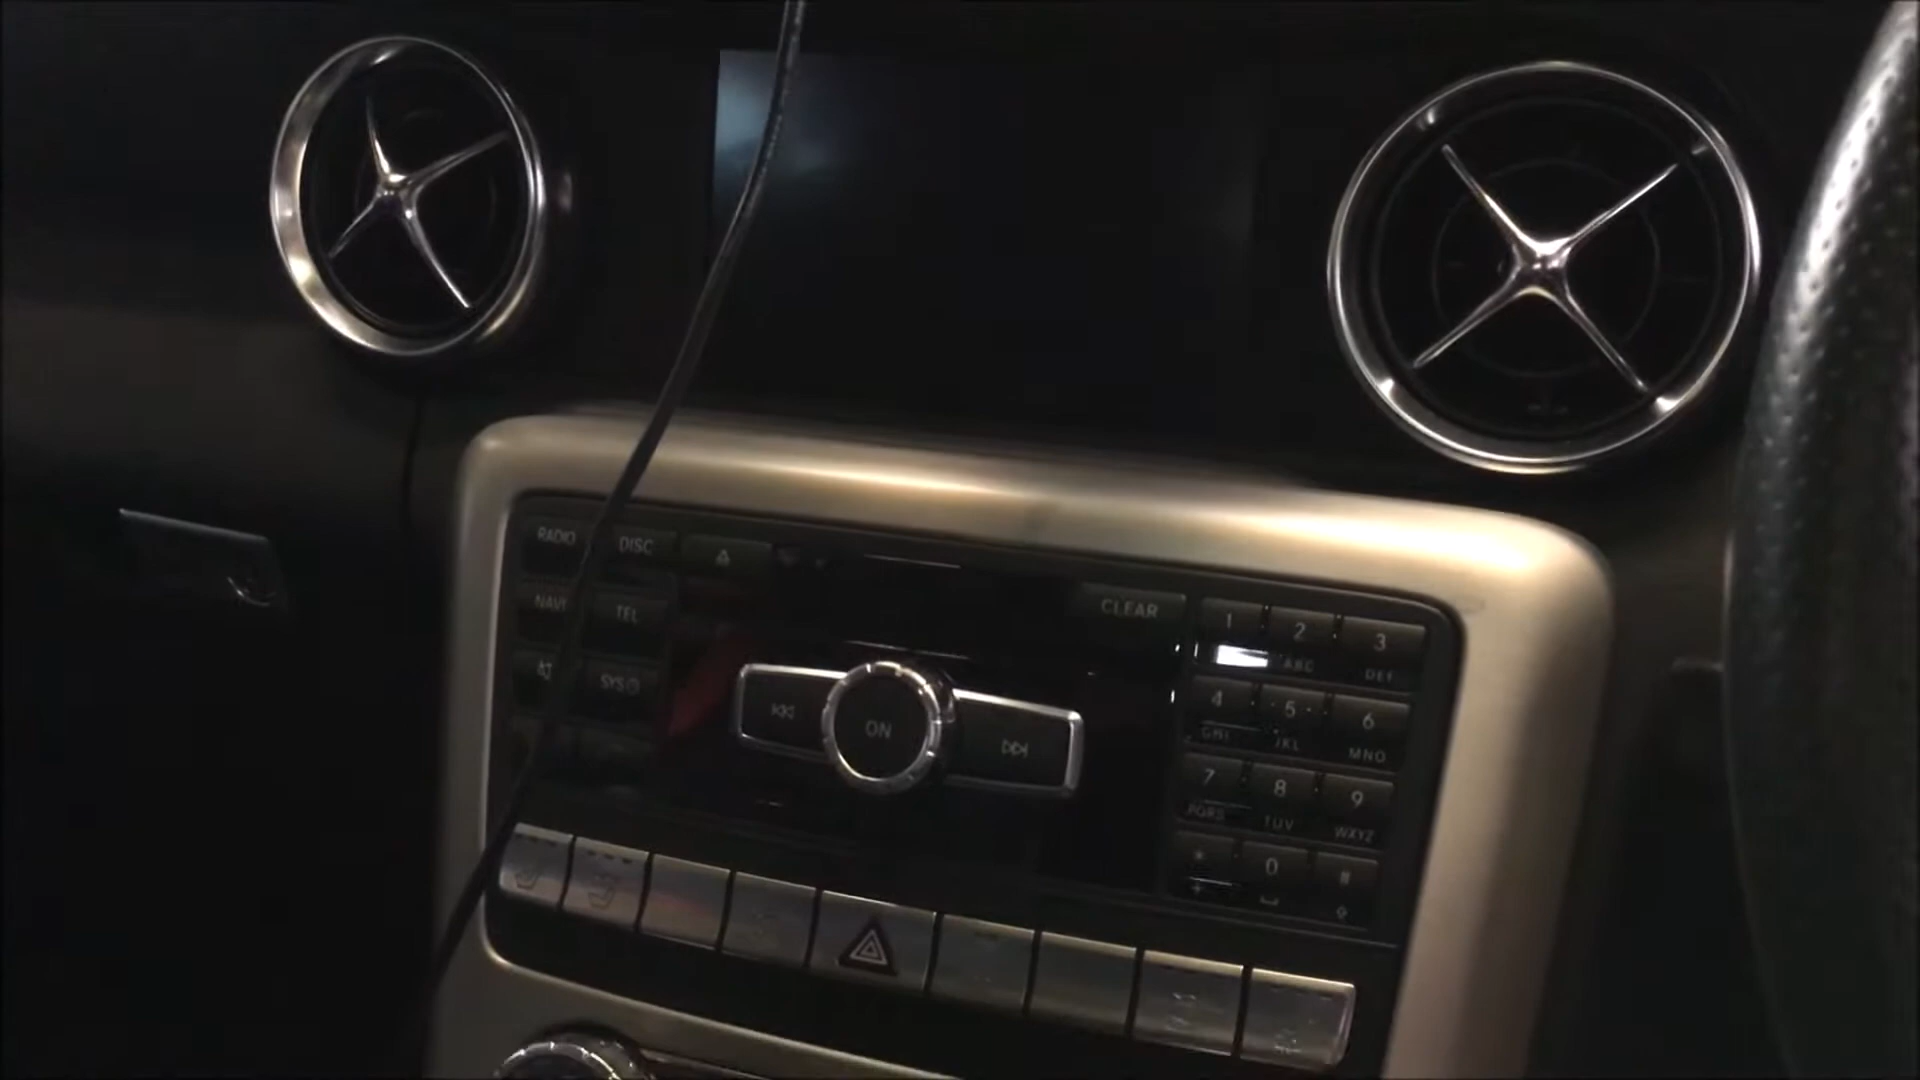 RADIO DISC
NAVI TEL
SYS
ON
CLEAR
1 2 3
ABC DEF
4 5 6
GHI JKL MNO
7 8 9
PQRS TUV WXYZ
* 0 #
+